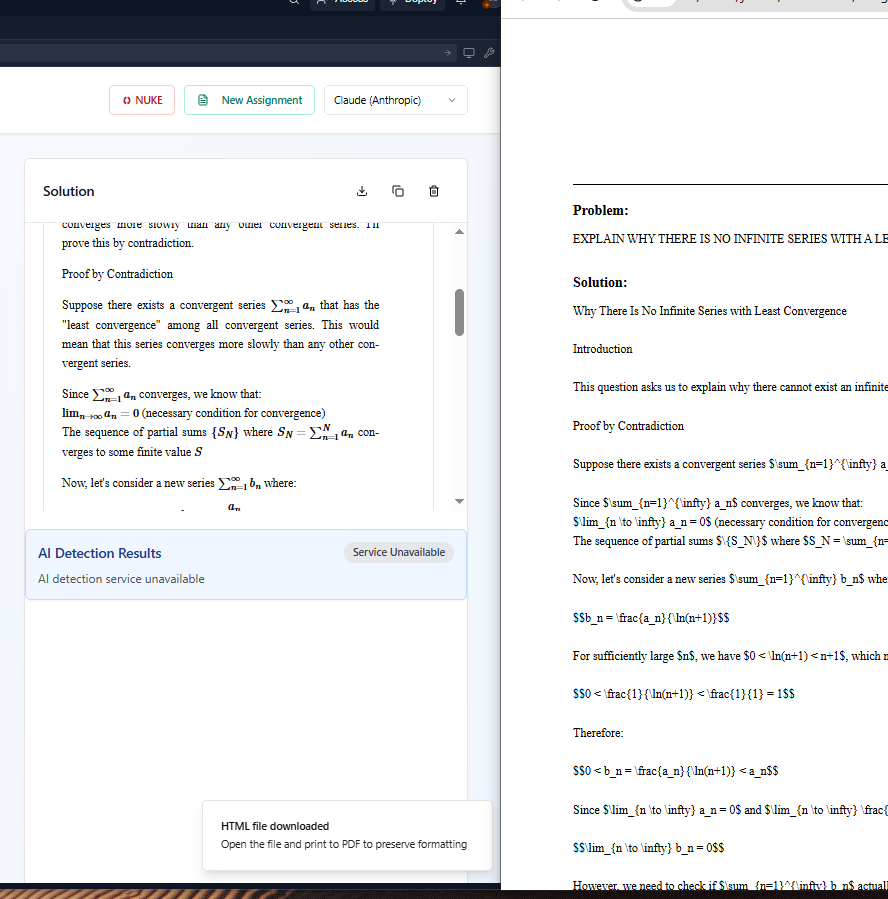 Access
Deploy
NUKE
New Assignment
Claude (Anthropic)
Solution
converges more slowly than any other convergent series. I'll
prove this by contradiction.
Proof by Contradiction
Suppose there exists a convergent series ∑_{n=1}^{∞} a_n that has the
"least convergence" among all convergent series. This would
mean that this series converges more slowly than any other con-
vergent series.
Since ∑_{n=1}^{∞} a_n converges, we know that:
lim_{n→∞} a_n = 0 (necessary condition for convergence)
The sequence of partial sums {S_N} where S_N = ∑_{n=1}^{N} a_n con-
verges to some finite value S
Now, let's consider a new series ∑_{n=1}^{∞} b_n where:
a_n
AI Detection Results
Service Unavailable
AI detection service unavailable
HTML file downloaded
Open the file and print to PDF to preserve formatting
Problem:
EXPLAIN WHY THERE IS NO INFINITE SERIES WITH A LE
Solution:
Why There Is No Infinite Series with Least Convergence
Introduction
This question asks us to explain why there cannot exist an infinite
Proof by Contradiction
Suppose there exists a convergent series $\sum_{n=1}^{\infty} a_
Since $\sum_{n=1}^{\infty} a_n$ converges, we know that:
$\lim_{n \to \infty} a_n = 0$ (necessary condition for convergenc
The sequence of partial sums $\{S_N\}$ where $S_N = \sum_{n=
Now, let's consider a new series $\sum_{n=1}^{\infty} b_n$ whe
$$b_n = \frac{a_n}{\ln(n+1)}$$
For sufficiently large $n$, we have $0 < \ln(n+1) < n+1$, which n
$$0 < \frac{1}{\ln(n+1)} < \frac{1}{1} = 1$$
Therefore:
$$0 < b_n = \frac{a_n}{\ln(n+1)} < a_n$$
Since $\lim_{n \to \infty} a_n = 0$ and $\lim_{n \to \infty} \frac{
$$\lim_{n \to \infty} b_n = 0$$
However, we need to check if $\sum_{n=1}^{\infty} b_n$ actuall